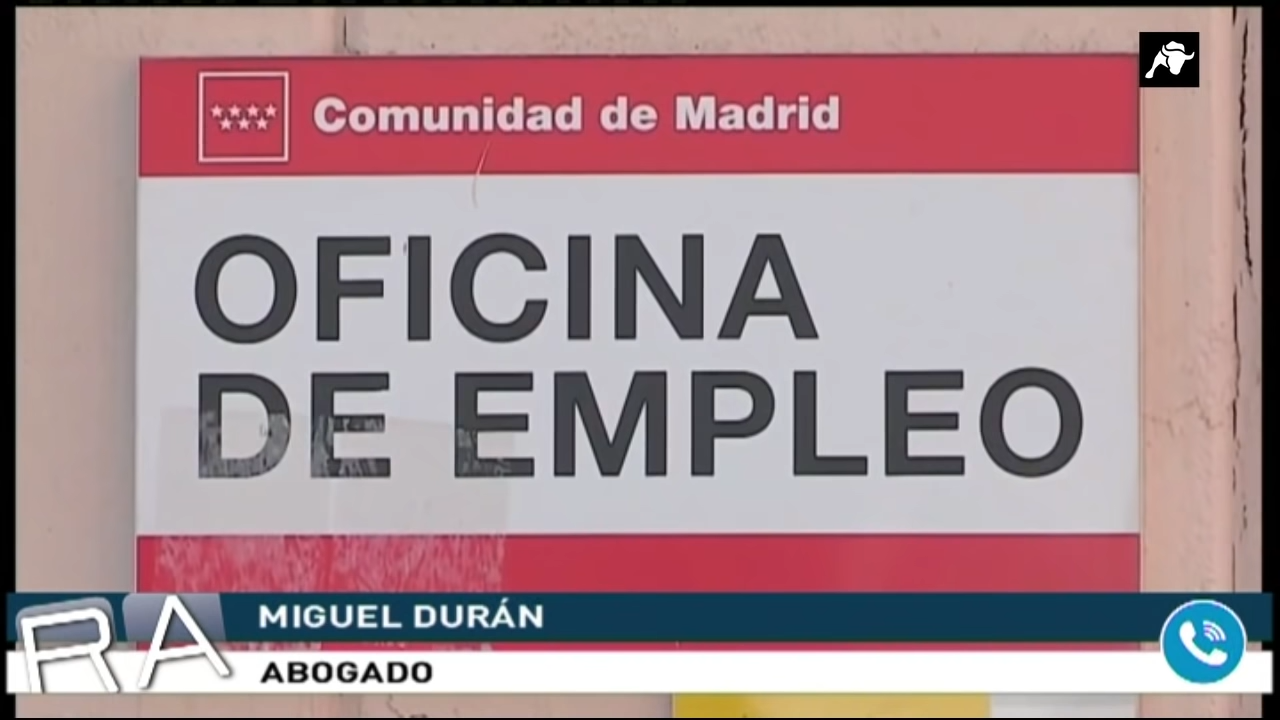 Comunidad de Madrid
OFICINA
DE EMPLEO
RA
MIGUEL DURÁN
ABOGADO